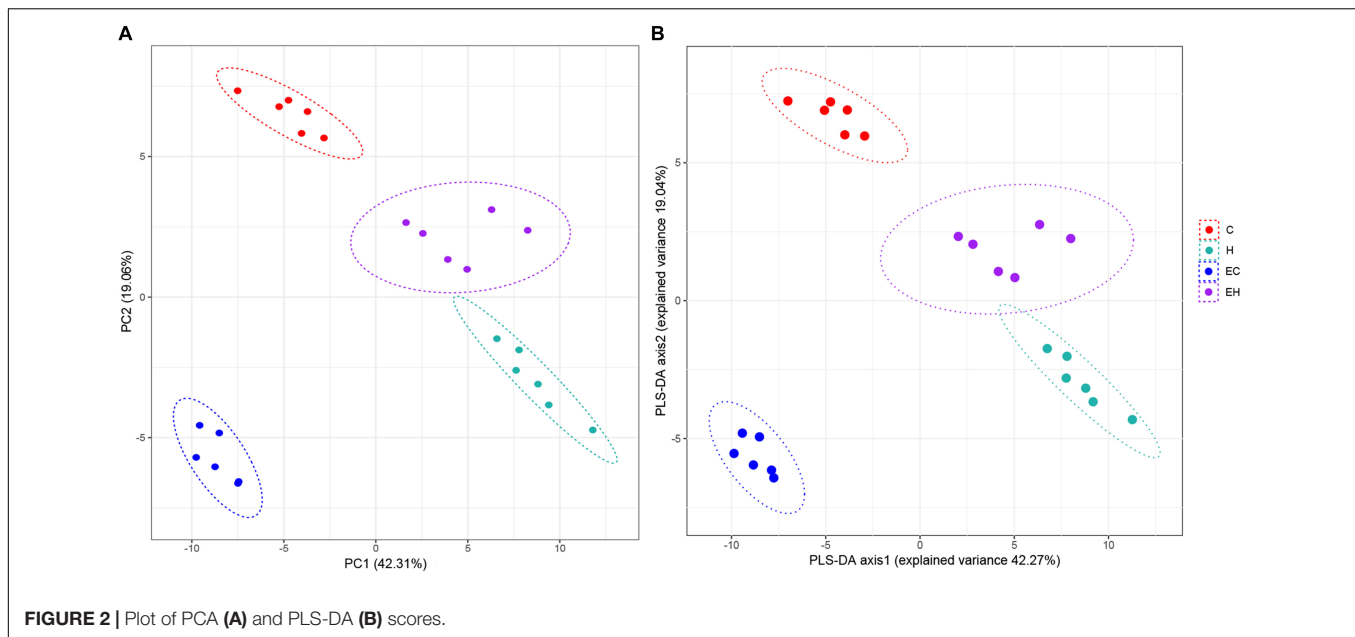 A
5
0
-5
PC2 (19.06%)
-10
-5
0
5
10
PC1 (42.31%)
B
5
0
-5
PLS-DA axis2 (explained variance 19.04%)
-10
-5
0
5
10
PLS-DA axis1 (explained variance 42.27%)
C
H
EC
EH
FIGURE 2 | Plot of PCA (A) and PLS-DA (B) scores.